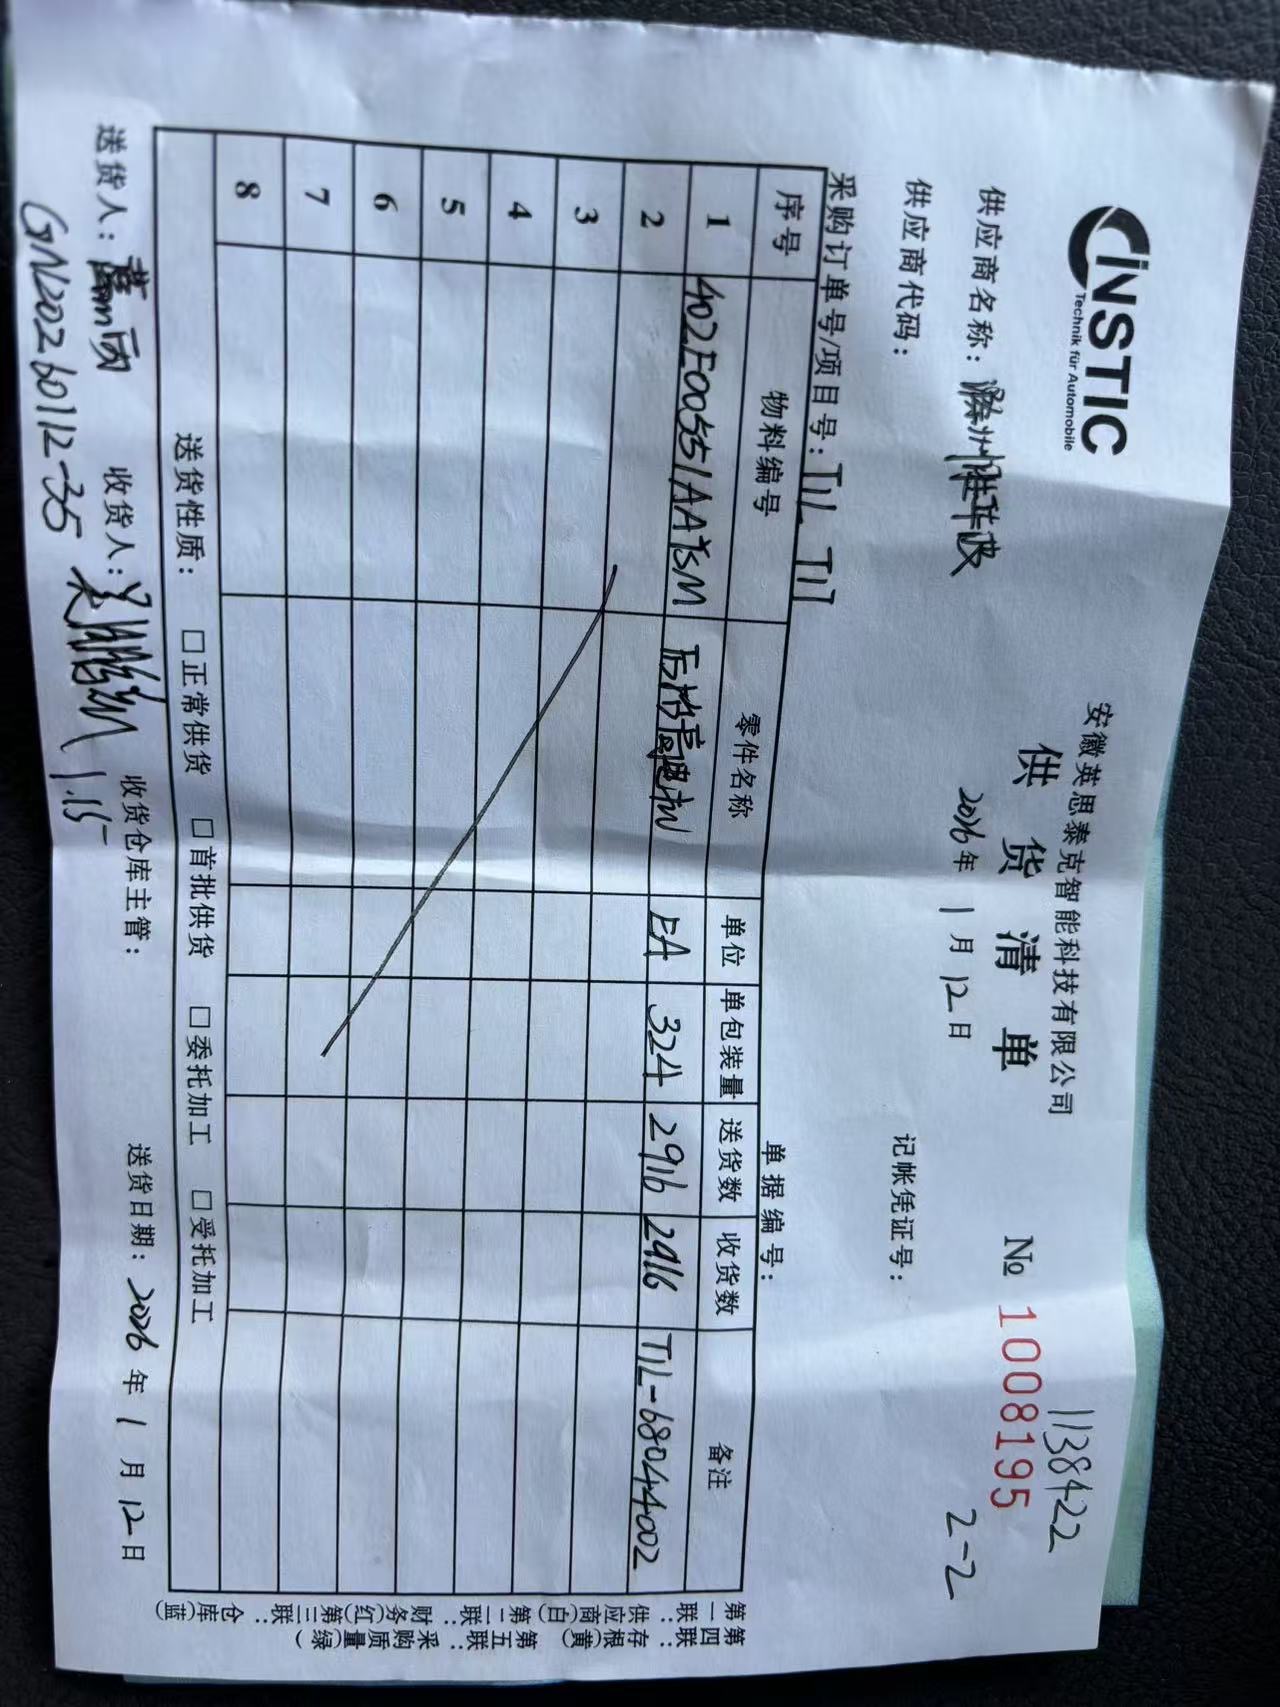 INSTIC
Technik für Automobile
安徽英思泰克智能科技有限公司
供货清单
1138422
№ 1008195
2-2
供应商名称：滁州
2026年1月12日
供应商代码：
记帐凭证号：
采购订单号/项目号：T1L T1J
单据编号：
序号 物料编号 零件名称 单位 单包装量 送货数 收货数 备注
1 402E00551AA EA 324 2916 2916 T1L-68044002
2
3
4
5
6
7
8
送货性质： □正常供货 □首批供货 □委托加工 □受托加工
送货人： 收货人： 收货仓库主管： 送货日期：2026年1月12日
GN20260112-35 1.15
第一联：供应商(白) 第二联：财务(红) 第三联：仓库(蓝)
第四联：存根(黄) 第五联：采购质量(绿)